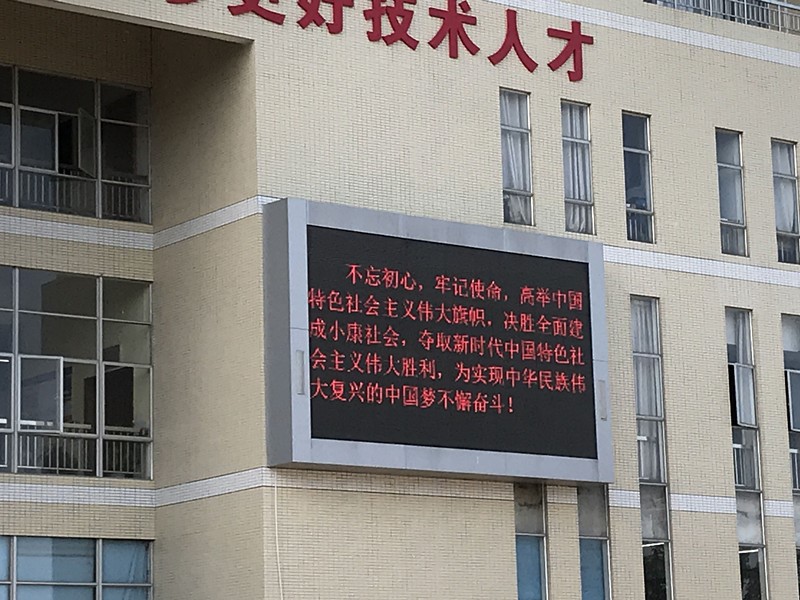 更好技术人才
不忘初心，牢记使命，高举中国
特色社会主义伟大旗帜，决胜全面建
成小康社会，夺取新时代中国特色社
会主义伟大胜利，为实现中华民族伟
大复兴的中国梦不懈奋斗！